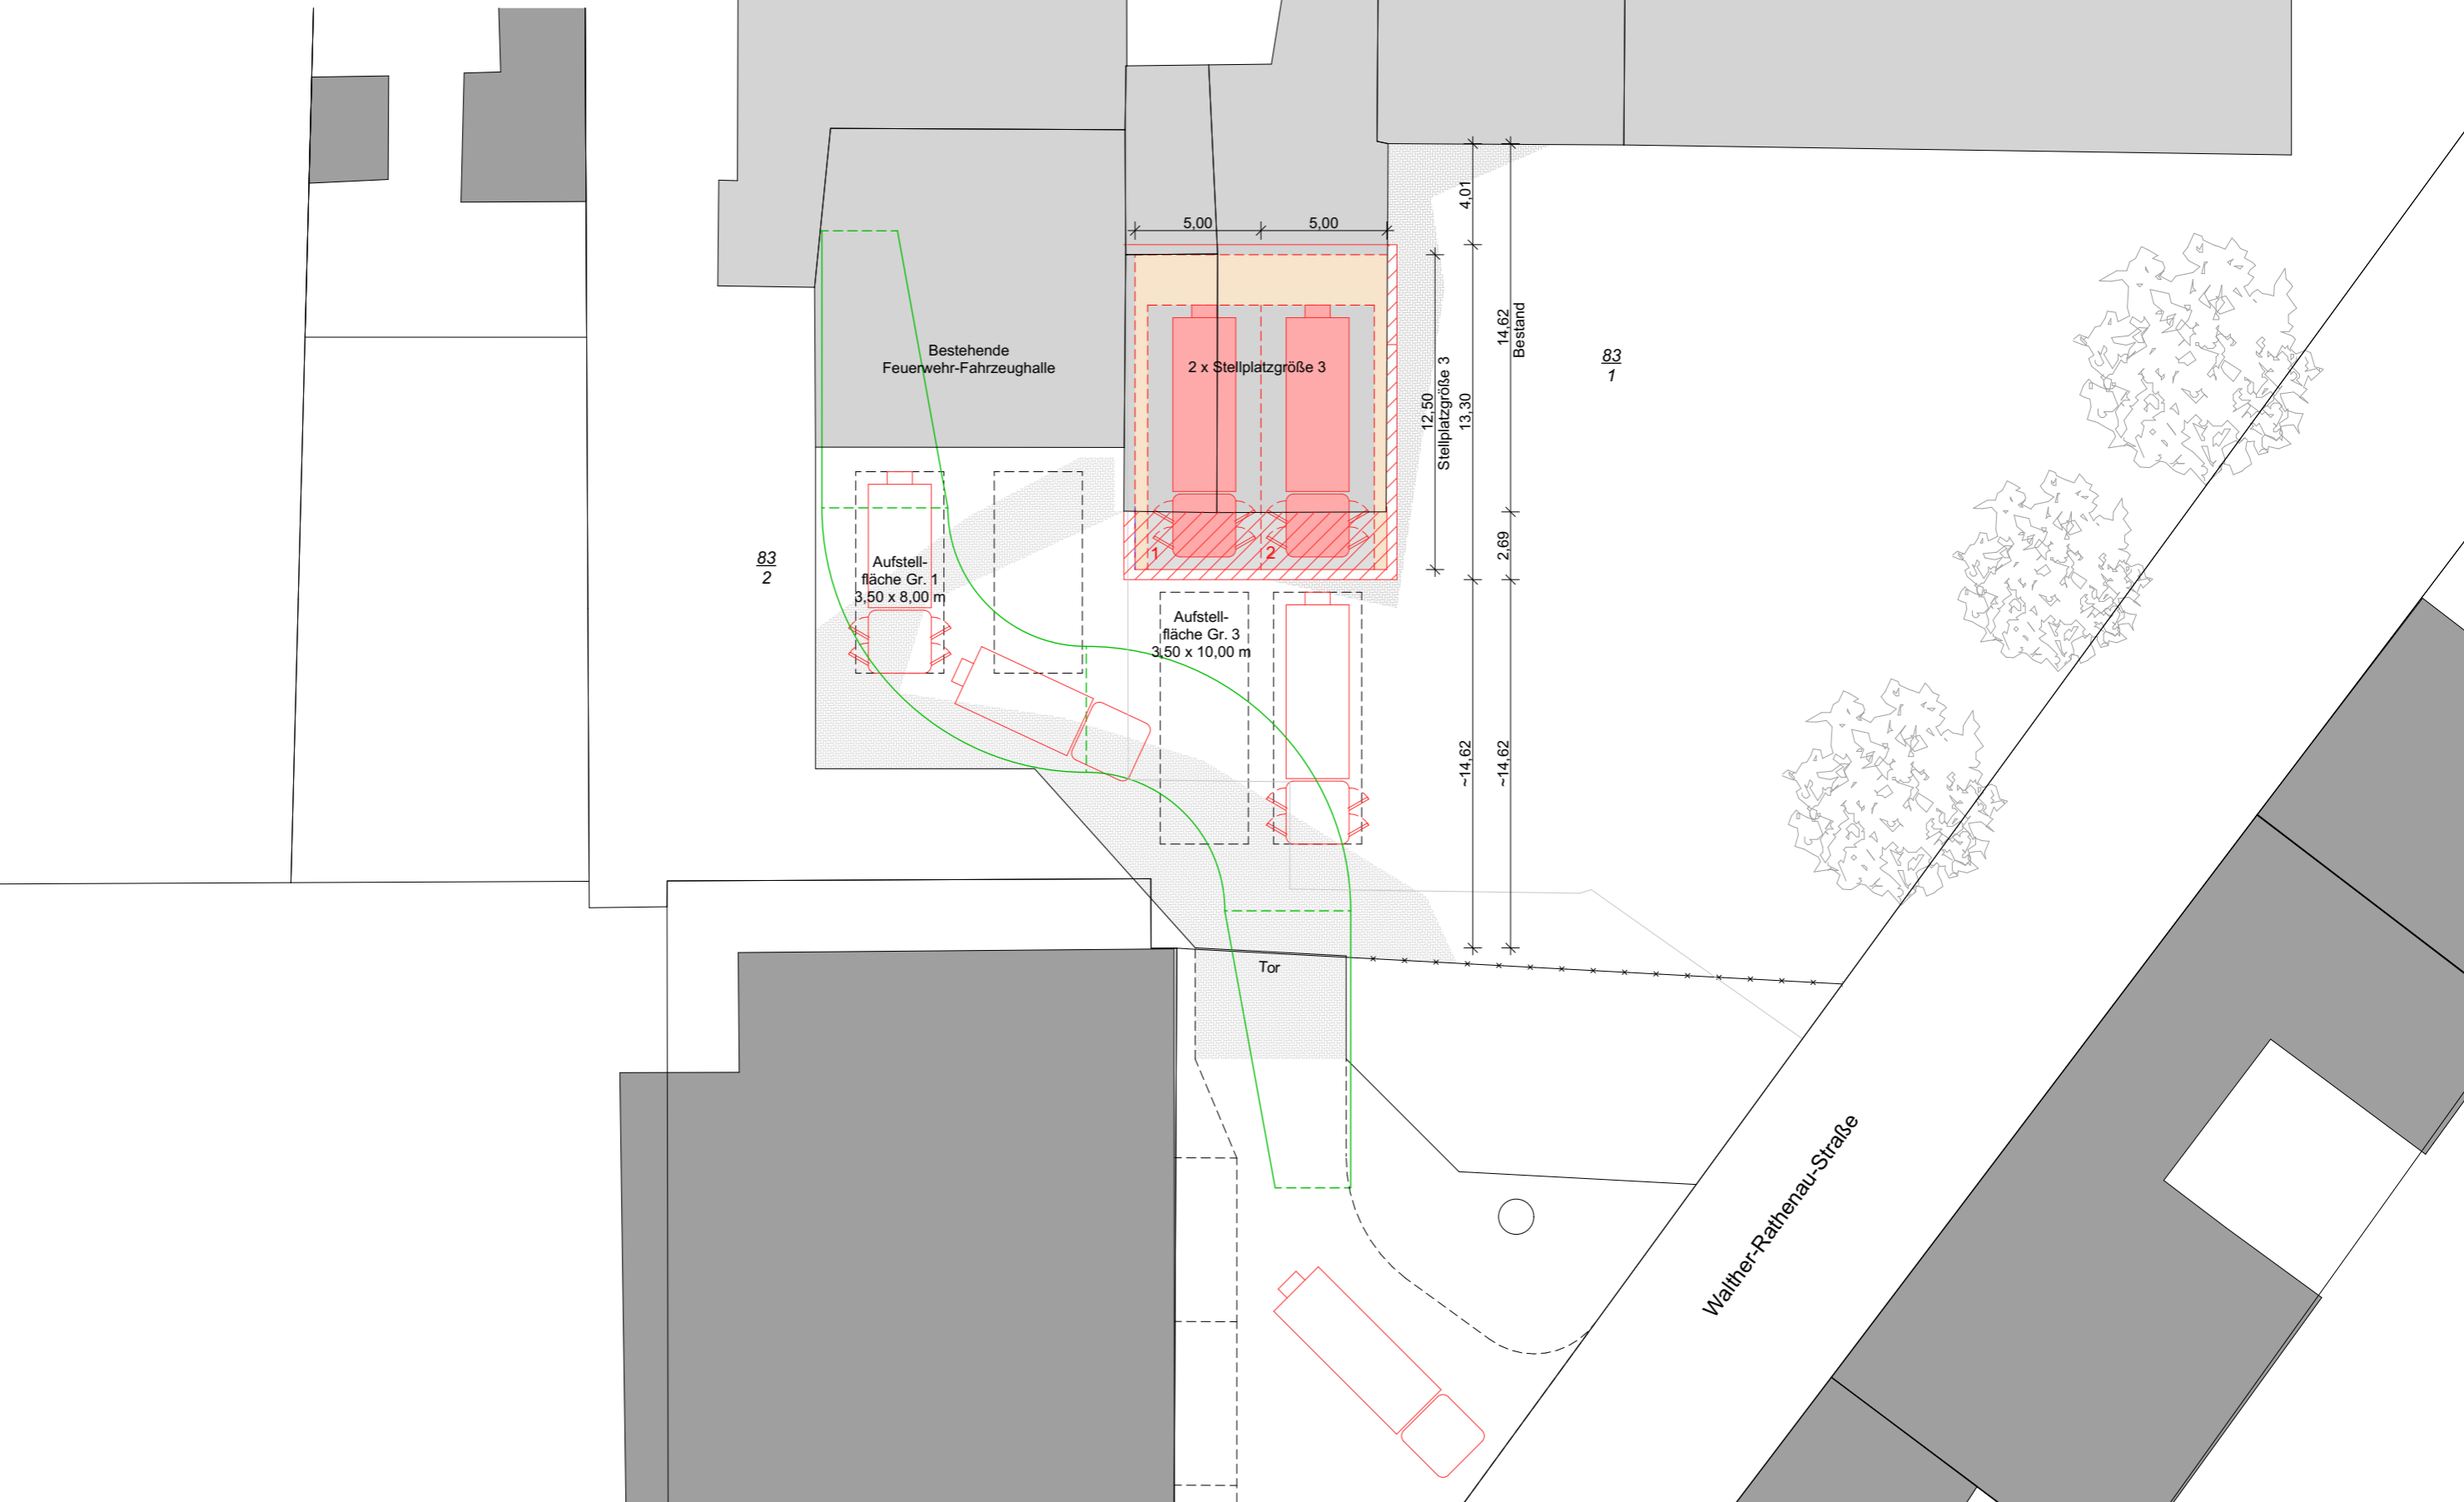 4,01
5,00
5,00
14,62
Bestand
Bestehende
Feuerwehr-Fahrzeughalle
2 x Stellplatzgröße 3
12,50
Stellplatzgröße 3
13,30
83
1
1
2
2,69
83
2
Aufstell-
fläche Gr. 1
3,50 x 8,00 m
Aufstell-
fläche Gr. 3
3,50 x 10,00 m
~14,62
~14,62
Tor
Walther-Rathenau-Straße